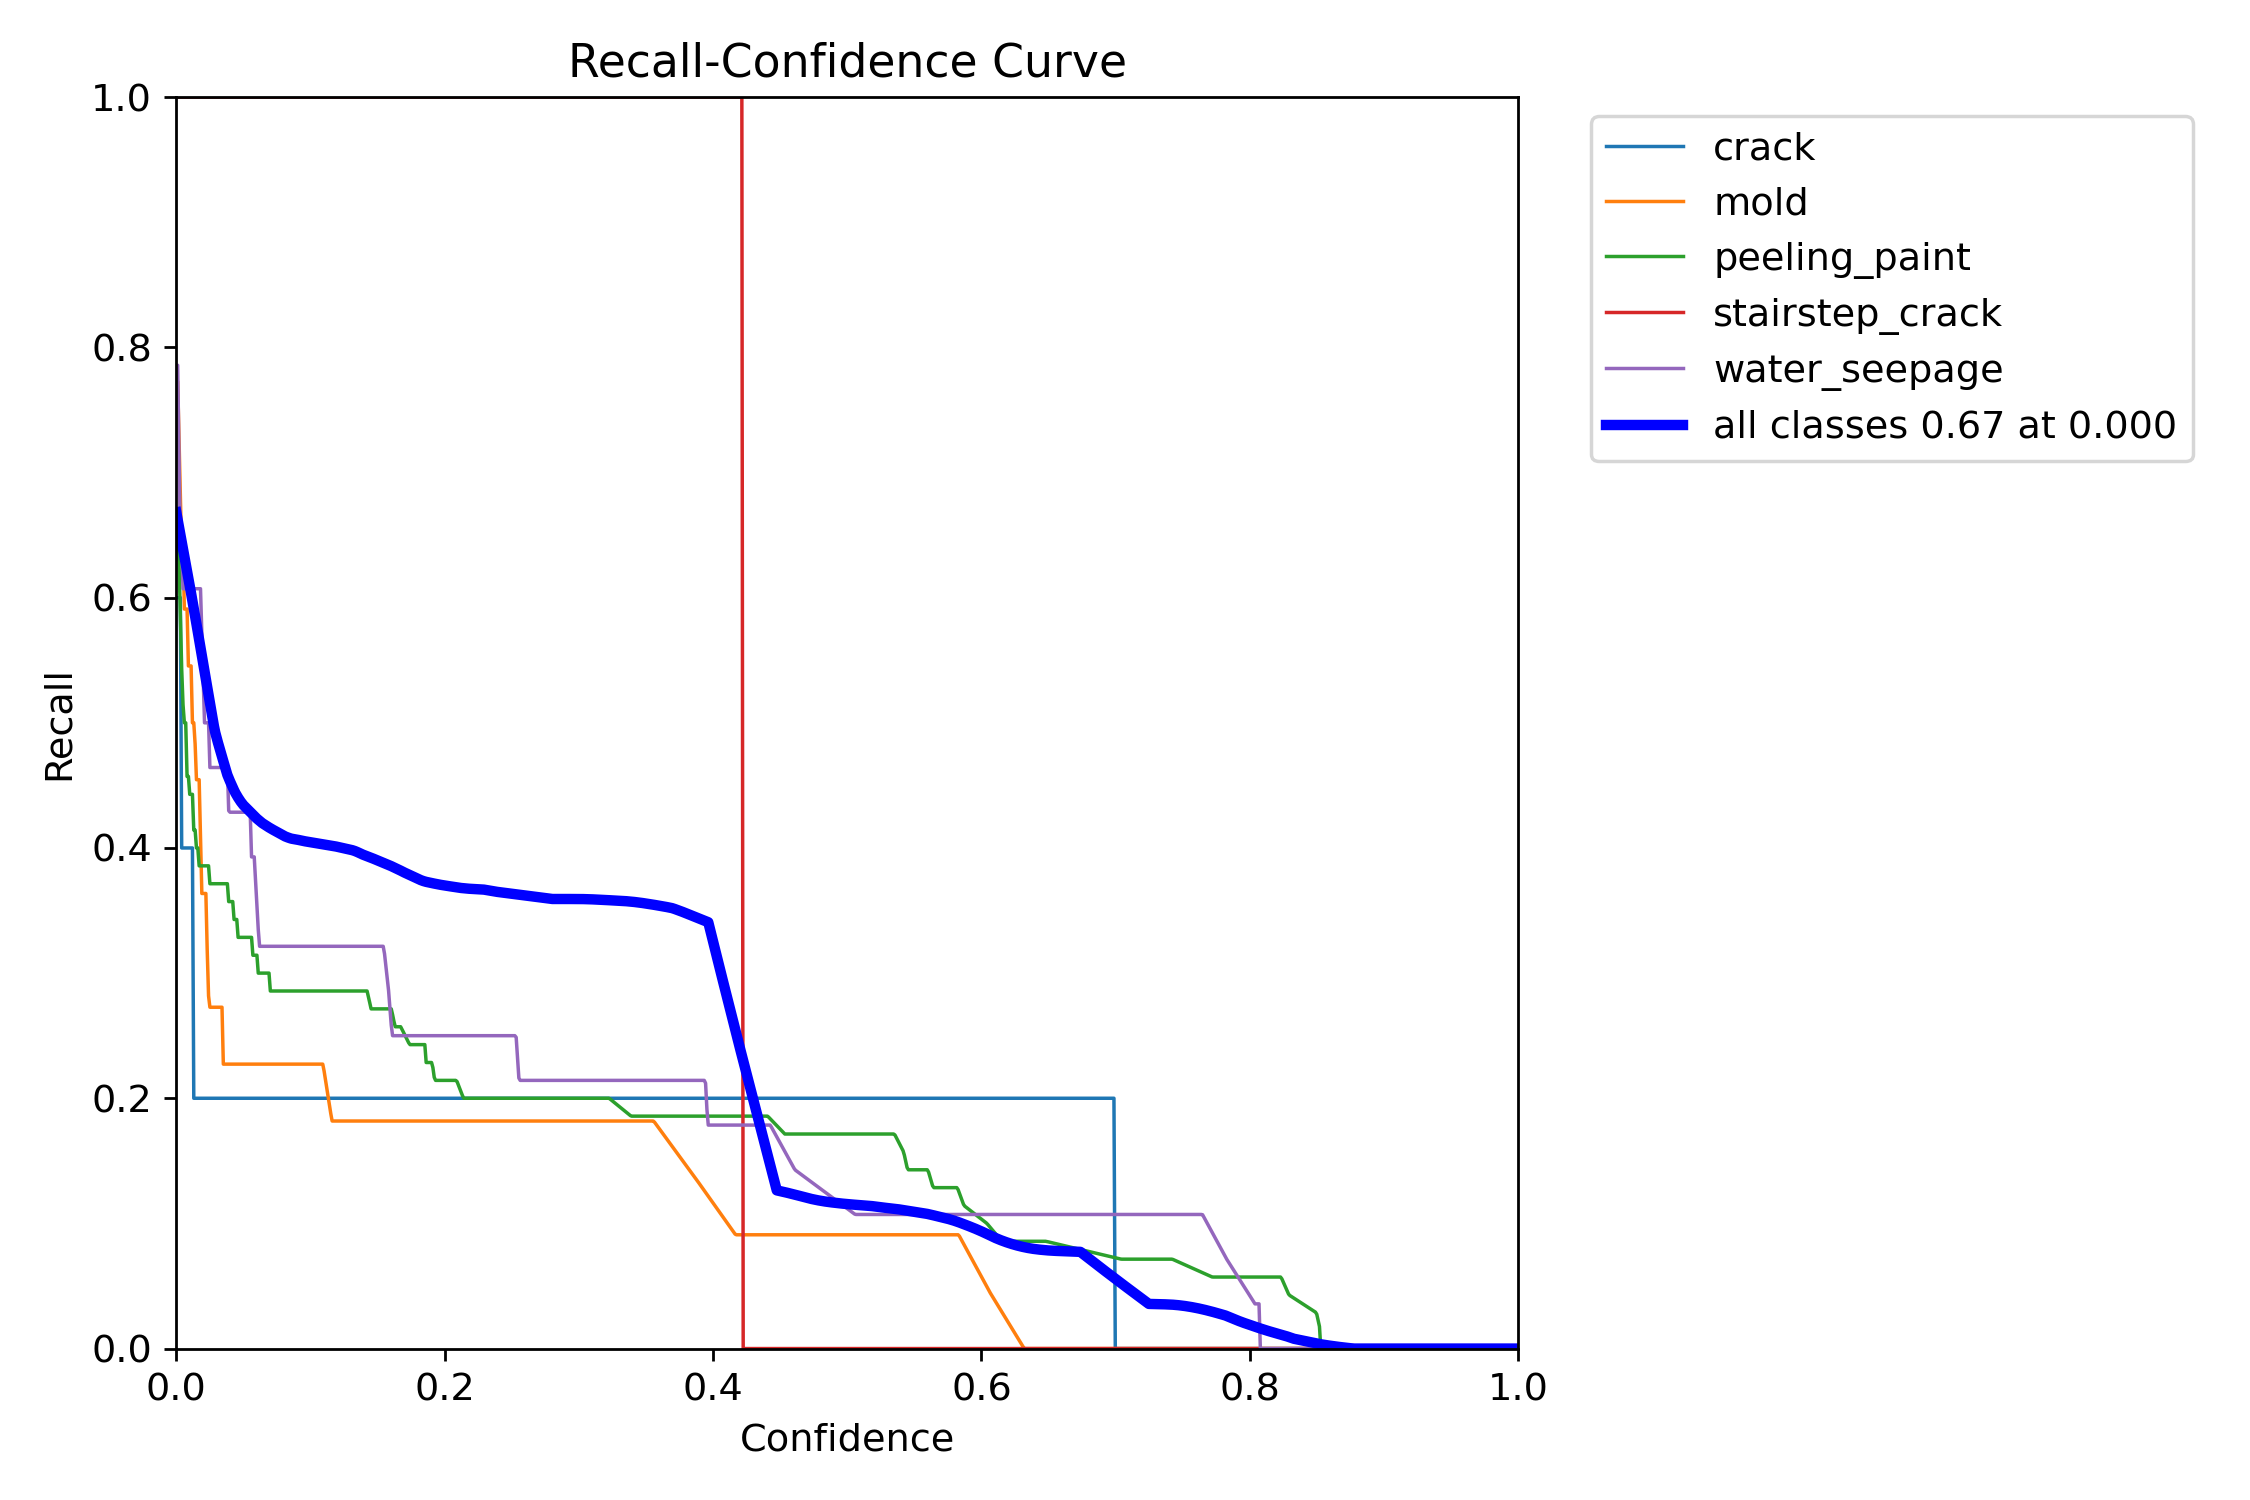 Recall-Confidence Curve
1.0
0.8
0.6
0.4
0.2
0.0
Recall
0.0 0.2 0.4 0.6 0.8 1.0
Confidence
crack
mold
peeling_paint
stairstep_crack
water_seepage
all classes 0.67 at 0.000